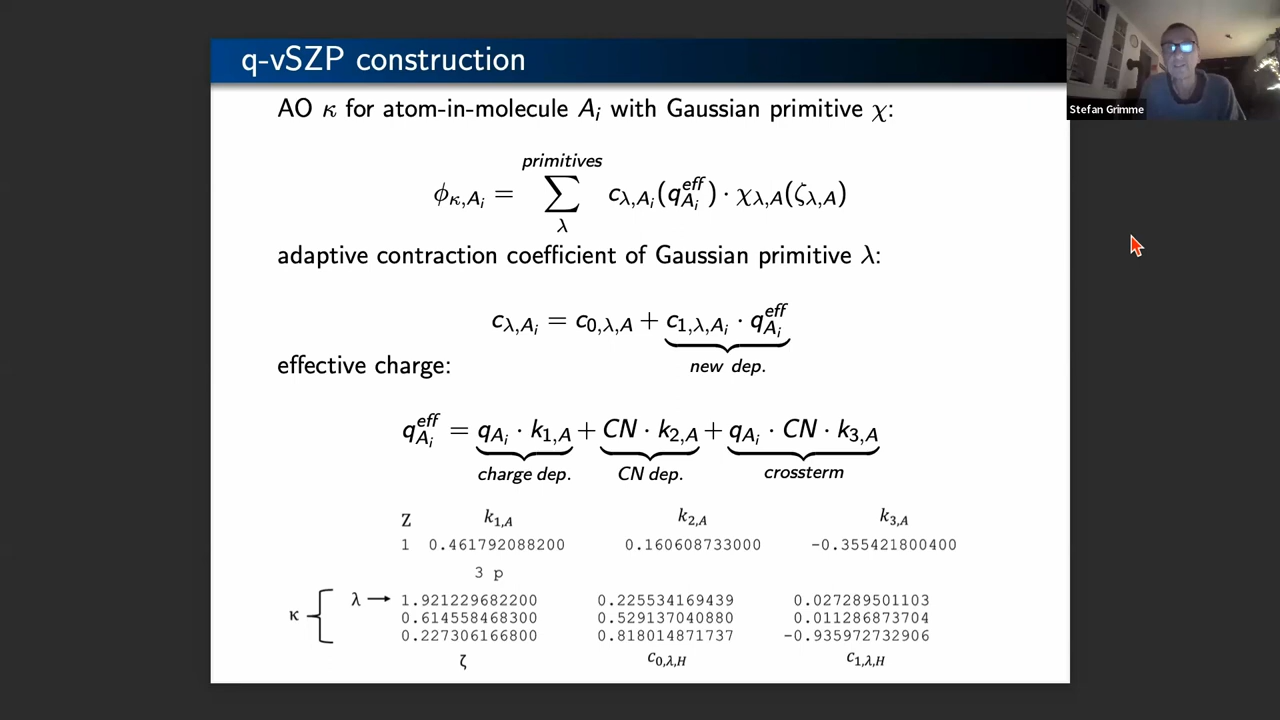 q-vSZP construction
Stefan Grimme
AO κ for atom-in-molecule A_i with Gaussian primitive χ:
ϕ_{κ,A_i} = \sum_{λ}^{primitives} c_{λ,A_i}(q_{A_i}^{eff}) · χ_{λ,A}(ζ_{λ,A})
adaptive contraction coefficient of Gaussian primitive λ:
c_{λ,A_i} = c_{0,λ,A} + c_{1,λ,A_i} · q_{A_i}^{eff}
new dep.
effective charge:
q_{A_i}^{eff} = q_{A_i} · k_{1,A} + CN · k_{2,A} + q_{A_i} · CN · k_{3,A}
charge dep. CN dep. crossterm
Z k_{1,A} k_{2,A} k_{3,A}
1 0.461792088200 0.160608733000 -0.355421800400
3 p
κ { λ → 1.921229682200 0.225534169439 0.027289501103
0.614558468300 0.529137040880 0.011286873704
0.227306166800 0.818014871737 -0.935972732906
ζ c_{0,λ,H} c_{1,λ,H}